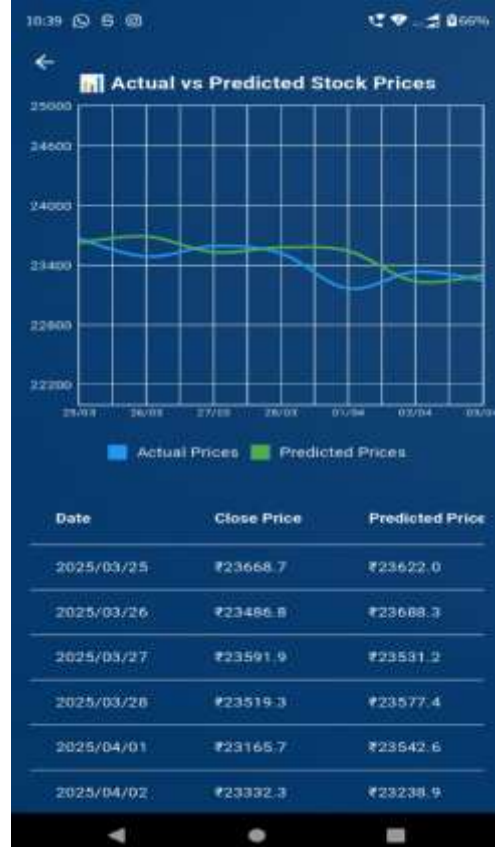 10:39 66%
Actual vs Predicted Stock Prices
25000
24600
24000
23400
22800
22200
25/03 26/03 27/03 28/03 01/04 02/04 03/04
Actual Prices Predicted Prices
Date Close Price Predicted Price
2025/03/25 ₹23668.7 ₹23622.0
2025/03/26 ₹23486.8 ₹23688.3
2025/03/27 ₹23591.9 ₹23531.2
2025/03/28 ₹23519.3 ₹23577.4
2025/04/01 ₹23165.7 ₹23542.6
2025/04/02 ₹23332.3 ₹23238.9